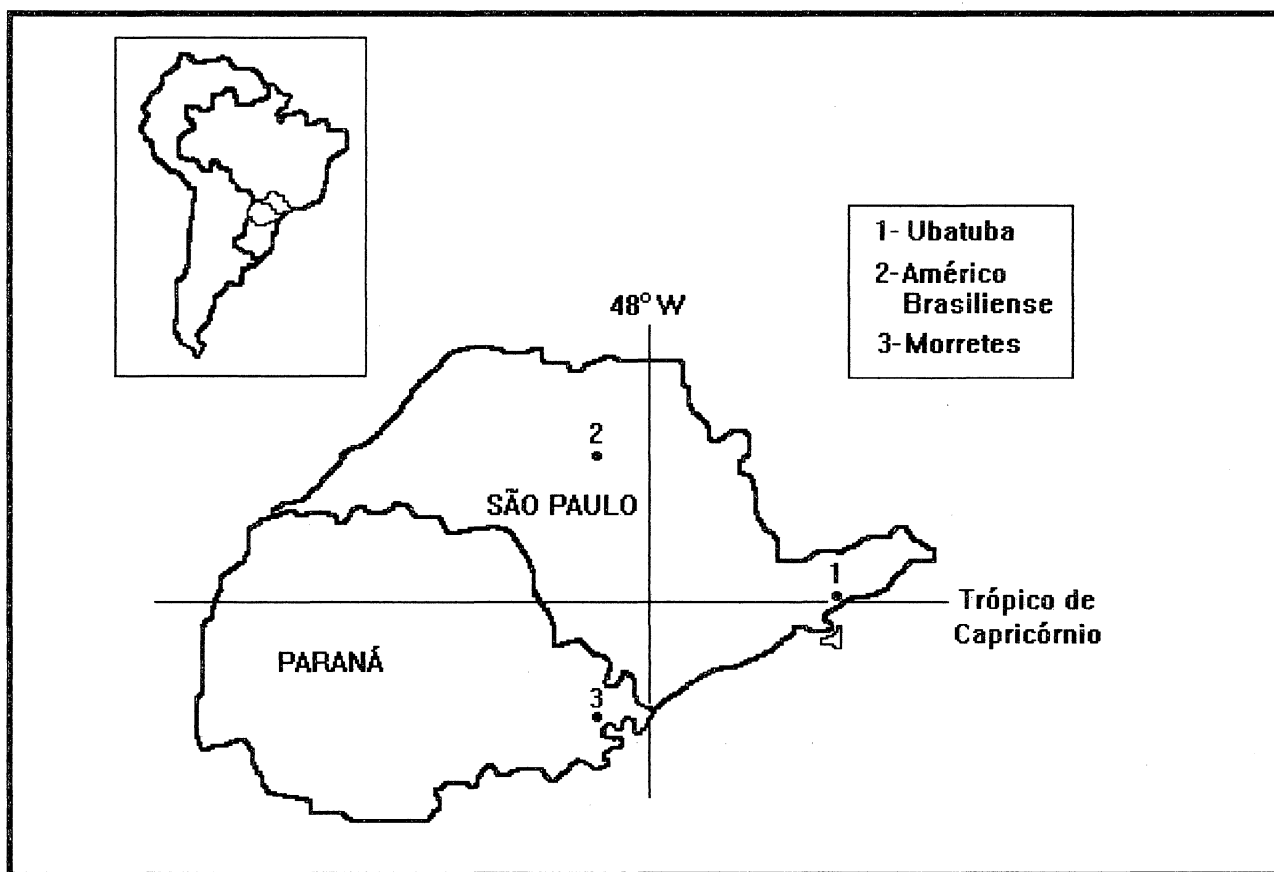 1- Ubatuba
2-Américo
Brasiliense
3-Morretes
48° W
2
SÃO PAULO
1
Trópico de
Capricórnio
PARANÁ
3